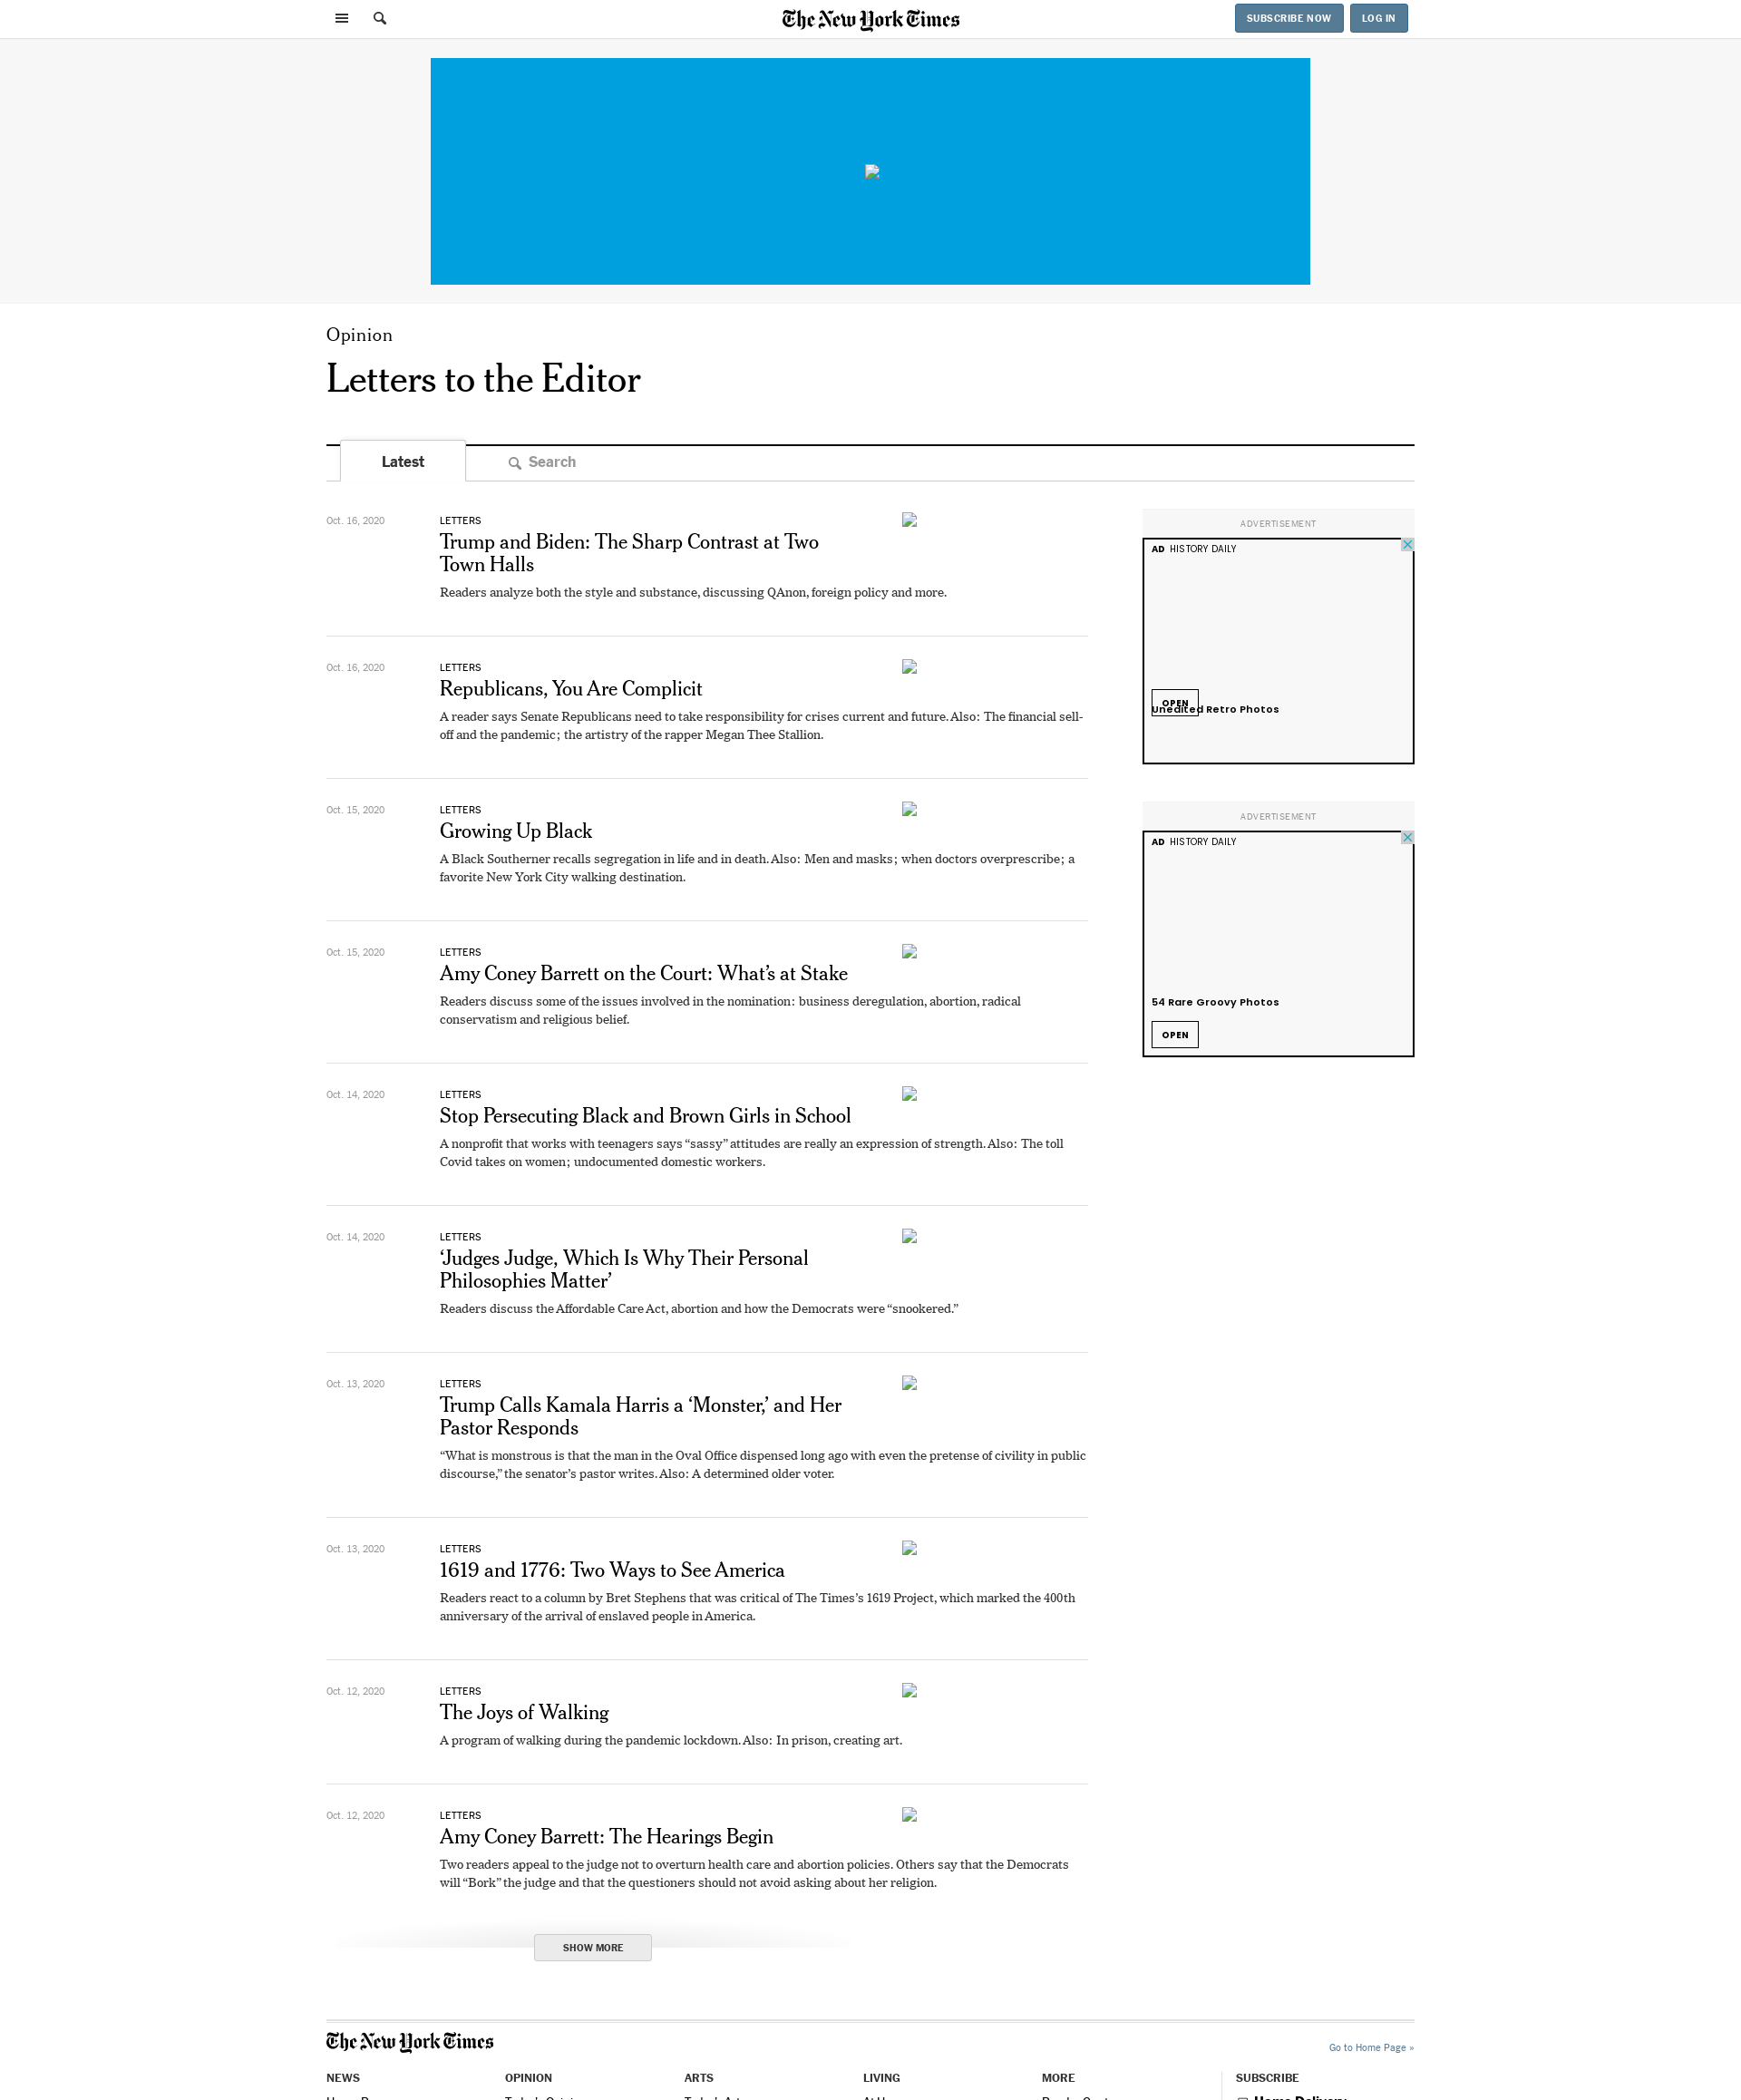 The New York Times
SUBSCRIBE NOW
LOG IN
Opinion
Letters to the Editor
Latest
Search
Oct. 16, 2020
LETTERS
Trump and Biden: The Sharp Contrast at Two
Town Halls
Readers analyze both the style and substance, discussing QAnon, foreign policy and more.
Oct. 16, 2020
LETTERS
Republicans, You Are Complicit
A reader says Senate Republicans need to take responsibility for crises current and future. Also: The financial sell-
off and the pandemic; the artistry of the rapper Megan Thee Stallion.
Oct. 15, 2020
LETTERS
Growing Up Black
A Black Southerner recalls segregation in life and in death. Also: Men and masks; when doctors overprescribe; a
favorite New York City walking destination.
Oct. 15, 2020
LETTERS
Amy Coney Barrett on the Court: What’s at Stake
Readers discuss some of the issues involved in the nomination: business deregulation, abortion, radical
conservatism and religious belief.
Oct. 14, 2020
LETTERS
Stop Persecuting Black and Brown Girls in School
A nonprofit that works with teenagers says “sassy” attitudes are really an expression of strength. Also: The toll
Covid takes on women; undocumented domestic workers.
Oct. 14, 2020
LETTERS
‘Judges Judge, Which Is Why Their Personal
Philosophies Matter’
Readers discuss the Affordable Care Act, abortion and how the Democrats were “snookered.”
Oct. 13, 2020
LETTERS
Trump Calls Kamala Harris a ‘Monster,’ and Her
Pastor Responds
“What is monstrous is that the man in the Oval Office dispensed long ago with even the pretense of civility in public
discourse,” the senator’s pastor writes. Also: A determined older voter.
Oct. 13, 2020
LETTERS
1619 and 1776: Two Ways to See America
Readers react to a column by Bret Stephens that was critical of The Times’s 1619 Project, which marked the 400th
anniversary of the arrival of enslaved people in America.
Oct. 12, 2020
LETTERS
The Joys of Walking
A program of walking during the pandemic lockdown. Also: In prison, creating art.
Oct. 12, 2020
LETTERS
Amy Coney Barrett: The Hearings Begin
Two readers appeal to the judge not to overturn health care and abortion policies. Others say that the Democrats
will “Bork” the judge and that the questioners should not avoid asking about her religion.
SHOW MORE
ADVERTISEMENT
AD HISTORY DAILY
OPEN
Unedited Retro Photos
ADVERTISEMENT
AD HISTORY DAILY
54 Rare Groovy Photos
OPEN
The New York Times
Go to Home Page »
NEWS
OPINION
ARTS
LIVING
MORE
SUBSCRIBE
Home Delivery